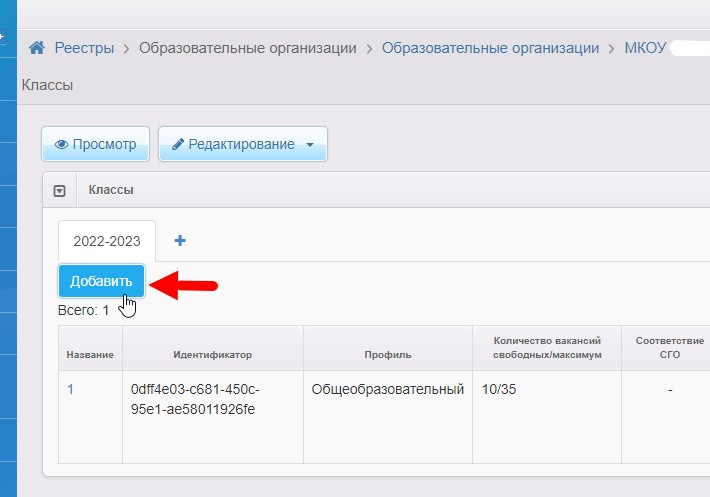 Реестры > Образовательные организации > Образовательные организации > МКОУ
Классы
Просмотр Редактирование
Классы
2022-2023 +
Добавить
Всего: 1
Название Идентификатор Профиль Количество вакансий свободных/максимум Соответствие СГО
1 0dff4e03-c681-450c- Общеобразовательный 10/35 -
95e1-ae58011926fe